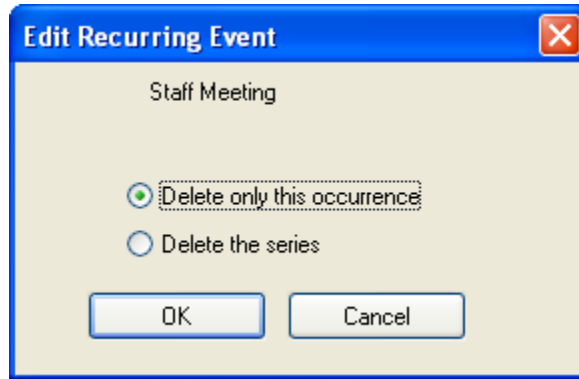 Edit Recurring Event
Staff Meeting
Delete only this occurrence
Delete the series
OK
Cancel